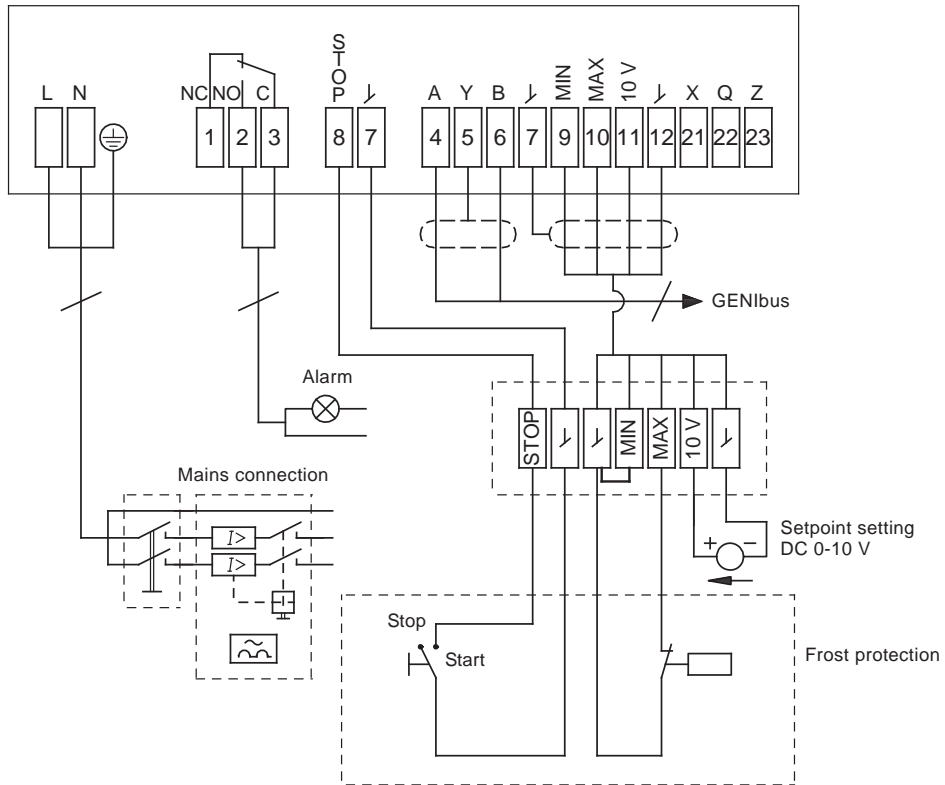 L N NC NO C STOP A Y B MIN MAX 10 V X Q Z
1 2 3 8 7 4 5 6 7 9 10 11 12 21 22 23
GENIbus
Alarm
STOP MIN MAX 10 V
Mains connection
I> 
I>
+ −
Setpoint setting
DC 0-10 V
Stop
Start
Frost protection